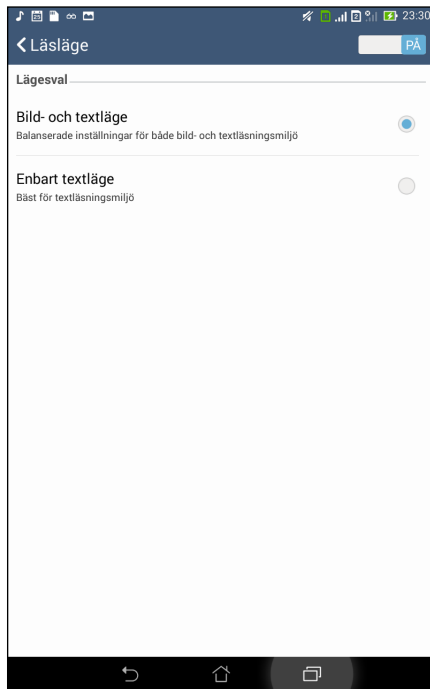 23:30
Läsläge
PÅ
Lägesval
Bild- och textläge
Balanserade inställningar för både bild- och textläsningsmiljö
Enbart textläge
Bäst för textläsningsmiljö